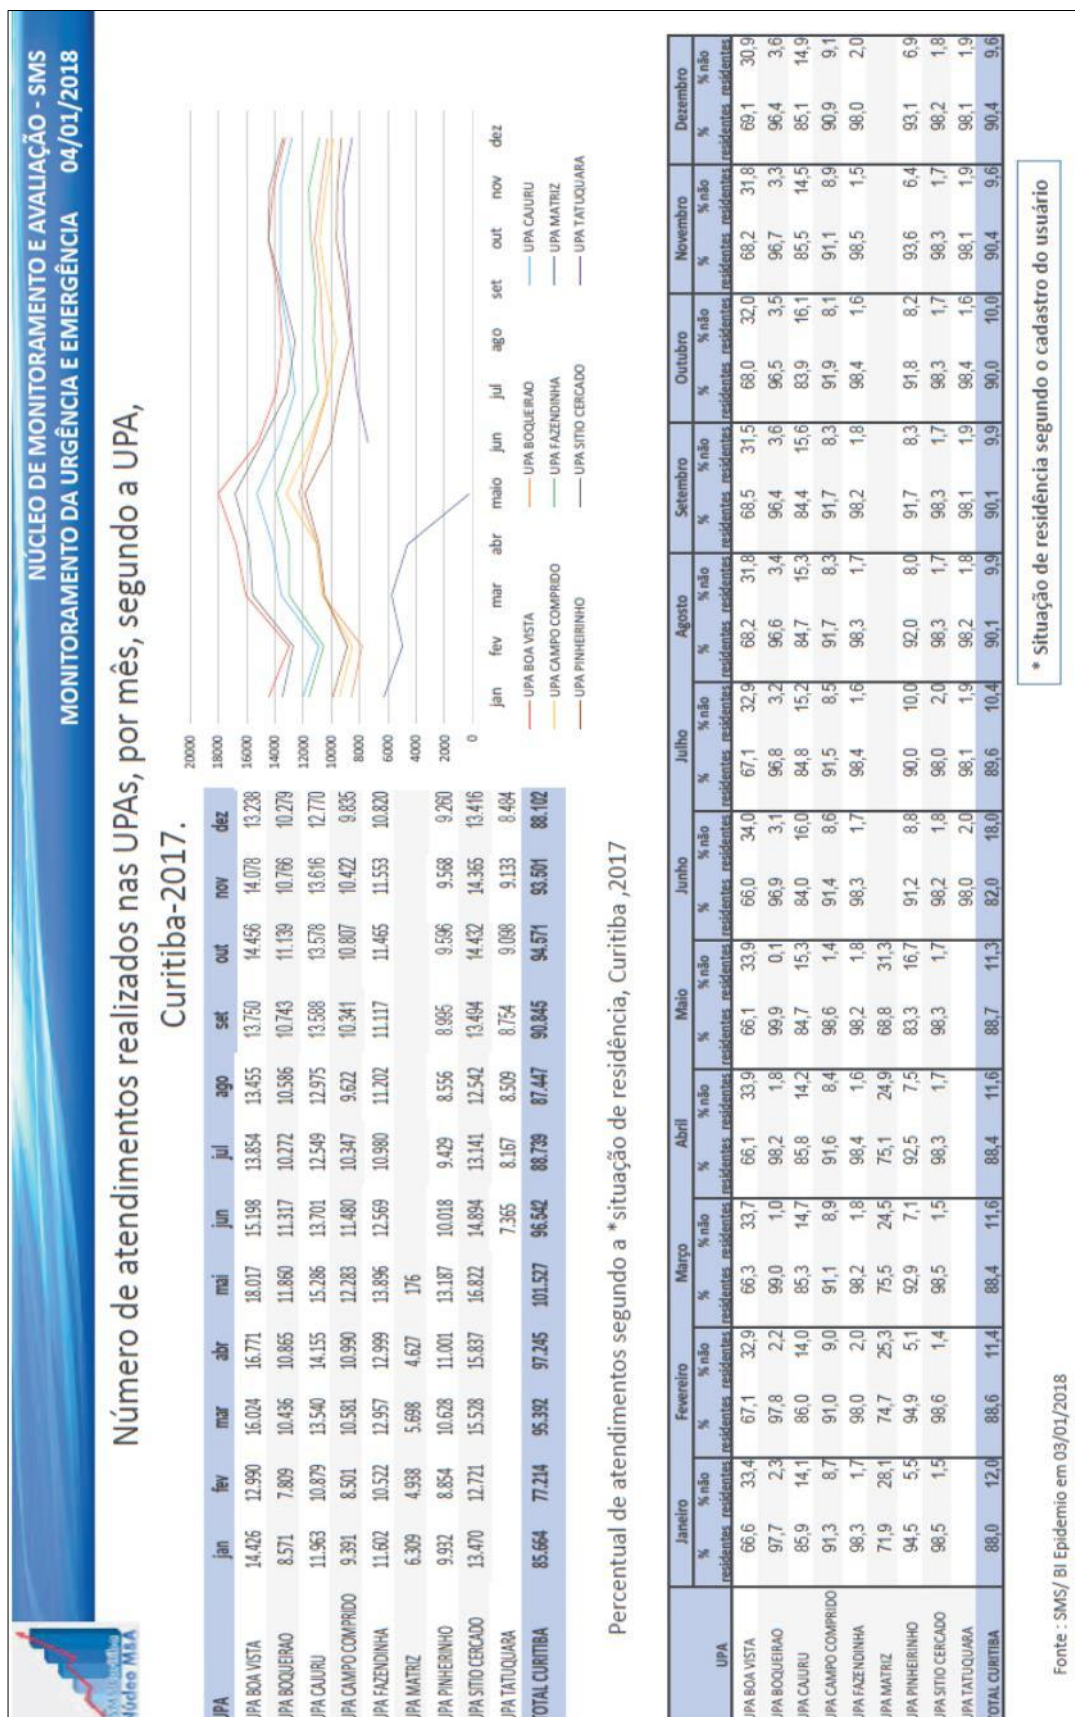 NÚCLEO DE MONITORAMENTO E AVALIAÇÃO - SMS
MONITORAMENTO DA URGÊNCIA E EMERGÊNCIA 04/01/2018
Núcleo M&A
Número de atendimentos realizados nas UPAs, por mês, segundo a UPA,
Curitiba-2017.
UPA jan fev mar abr mai jun jul ago set out nov dez
UPA BOA VISTA 14.426 12.990 16.024 16.771 18.017 15.198 13.854 13.455 13.750 14.456 14.078 13.238
UPA BOQUEIRAO 8.571 7.809 10.436 10.865 11.860 11.317 10.272 10.586 10.743 11.139 10.766 10.279
UPA CAJURU 11.963 10.879 13.540 14.155 15.286 13.701 12.549 12.975 13.588 13.578 13.616 12.770
UPA CAMPO COMPRIDO 9.391 8.501 10.581 10.990 12.283 11.480 10.347 9.622 10.341 10.807 10.422 9.835
UPA FAZENDINHA 11.602 10.522 12.957 12.999 13.896 12.569 10.980 11.202 11.117 11.465 11.553 10.820
UPA MATRIZ 6.309 4.938 5.698 4.627 176
UPA PINHEIRINHO 9.932 8.854 10.628 11.001 13.187 10.018 9.429 8.556 8.995 9.596 9.568 9.260
UPA SITIO CERCADO 13.470 12.721 15.528 15.837 16.822 14.894 13.141 12.542 13.494 14.432 14.365 13.416
UPA TATUQUARA 7.365 8.167 8.509 8.754 9.098 9.133 8.484
TOTAL CURITIBA 85.664 77.214 95.392 97.245 101.527 96.542 88.739 87.447 90.845 94.571 93.501 88.102
20000
18000
16000
14000
12000
10000
8000
6000
4000
2000
0
jan fev mar abr maio jun jul ago set out nov dez
UPA BOA VISTA UPA BOQUEIRAO UPA CAJURU
UPA CAMPO COMPRIDO UPA FAZENDINHA UPA MATRIZ
UPA PINHEIRINHO UPA SITIO CERCADO UPA TATUQUARA
Percentual de atendimentos segundo a *situação de residência, Curitiba ,2017
UPA Janeiro Fevereiro Março Abril Maio Junho Julho Agosto Setembro Outubro Novembro Dezembro
% residentes % não residentes % residentes % não residentes % residentes % não residentes % residentes % não residentes % residentes % não residentes % residentes % não residentes % residentes % não residentes % residentes % não residentes % residentes % não residentes % residentes % não residentes % residentes % não residentes % residentes % não residentes
UPA BOA VISTA 66,6 33,4 67,1 32,9 66,3 33,7 66,1 33,9 66,1 33,9 66,0 34,0 67,1 32,9 68,2 31,8 68,5 31,5 68,0 32,0 68,2 31,8 69,1 30,9
UPA BOQUEIRAO 97,7 2,3 97,8 2,2 99,0 1,0 98,2 1,8 99,9 0,1 96,9 3,1 96,8 3,2 96,6 3,4 96,4 3,6 96,5 3,5 96,7 3,3 96,4 3,6
UPA CAJURU 85,9 14,1 86,0 14,0 85,3 14,7 85,8 14,2 84,7 15,3 84,0 16,0 84,8 15,2 84,7 15,3 84,4 15,6 83,9 16,1 85,5 14,5 85,1 14,9
UPA CAMPO COMPRIDO 91,3 8,7 91,0 9,0 91,1 8,9 91,6 8,4 98,6 1,4 91,4 8,6 91,5 8,5 91,7 8,3 91,7 8,3 91,9 8,1 91,1 8,9 90,9 9,1
UPA FAZENDINHA 98,3 1,7 98,0 2,0 98,2 1,8 98,4 1,6 98,2 1,8 98,3 1,7 98,4 1,6 98,3 1,7 98,2 1,8 98,4 1,6 98,5 1,5 98,0 2,0
UPA MATRIZ 71,9 28,1 74,7 25,3 75,5 24,5 75,1 24,9 68,8 31,3
UPA PINHEIRINHO 94,5 5,5 94,9 5,1 92,9 7,1 92,5 7,5 83,3 16,7 91,2 8,8 90,0 10,0 92,0 8,0 91,7 8,3 91,8 8,2 93,6 6,4 93,1 6,9
UPA SITIO CERCADO 98,5 1,5 98,6 1,4 98,5 1,5 98,3 1,7 98,3 1,7 98,2 1,8 98,0 2,0 98,3 1,7 98,3 1,7 98,3 1,7 98,3 1,7 98,2 1,8
UPA TATUQUARA 98,0 2,0 98,1 1,9 98,2 1,8 98,1 1,9 98,4 1,6 98,1 1,9 98,1 1,9
TOTAL CURITIBA 88,0 12,0 88,6 11,4 88,4 11,6 88,4 11,6 88,7 11,3 82,0 18,0 89,6 10,4 90,1 9,9 90,1 9,9 90,0 10,0 90,4 9,6 90,4 9,6
* Situação de residência segundo o cadastro do usuário
Fonte : SMS/ BI Epidemio em 03/01/2018